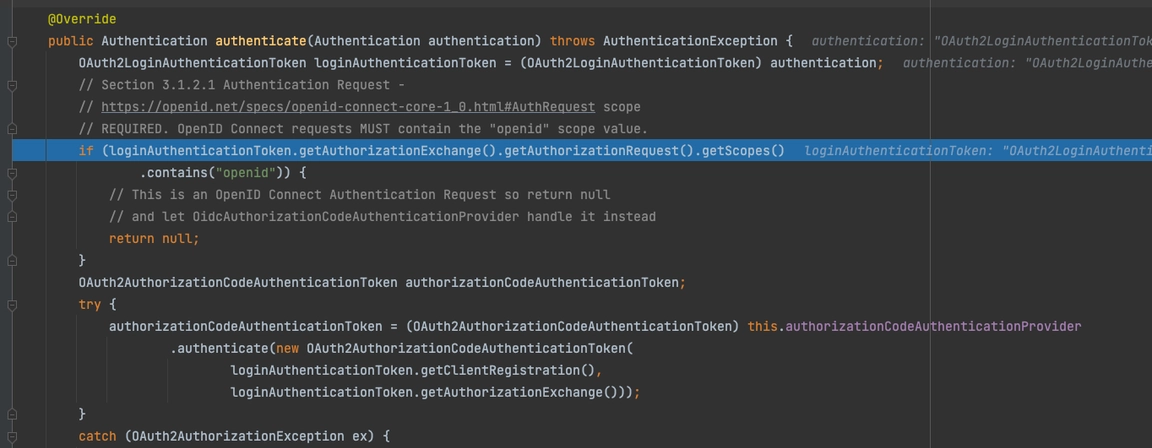 @Override
public Authentication authenticate(Authentication authentication) throws AuthenticationException {   authentication: "OAuth2LoginAuthenticationTok
OAuth2LoginAuthenticationToken loginAuthenticationToken = (OAuth2LoginAuthenticationToken) authentication;   authentication: "OAuth2LoginAuthe
// Section 3.1.2.1 Authentication Request -
// https://openid.net/specs/openid-connect-core-1_0.html#AuthRequest scope
// REQUIRED. OpenID Connect requests MUST contain the "openid" scope value.
if (loginAuthenticationToken.getAuthorizationExchange().getAuthorizationRequest().getScopes()   loginAuthenticationToken: "OAuth2LoginAuthenti
.contains("openid")) {
// This is an OpenID Connect Authentication Request so return null
// and let OidcAuthorizationCodeAuthenticationProvider handle it instead
return null;
}
OAuth2AuthorizationCodeAuthenticationToken authorizationCodeAuthenticationToken;
try {
authorizationCodeAuthenticationToken = (OAuth2AuthorizationCodeAuthenticationToken) this.authorizationCodeAuthenticationProvider
.authenticate(new OAuth2AuthorizationCodeAuthenticationToken(
loginAuthenticationToken.getClientRegistration(),
loginAuthenticationToken.getAuthorizationExchange()));
}
catch (OAuth2AuthorizationException ex) {